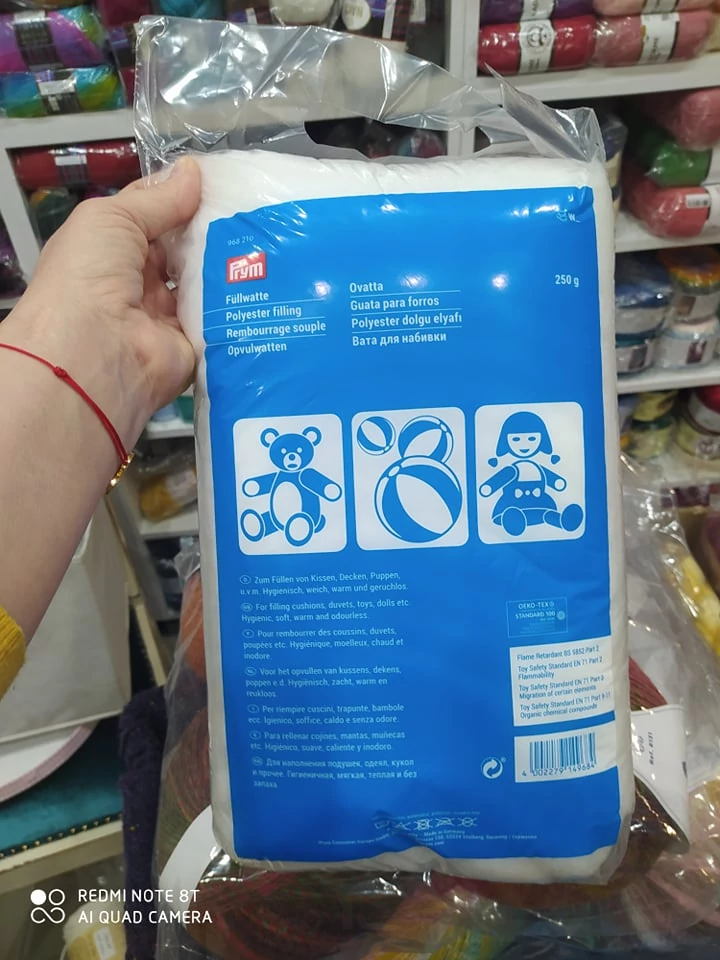 968 210
Prym
250 g
Füllwatte
Polyester filling
Rembourrage souple
Opvulwatten
Ovatta
Guata para forros
Polyester dolgu elyafı
Вата для набивки
Zum Füllen von Kissen, Decken, Puppen,
u.v.m. Hygienisch, weich, warm und geruchlos.
For filling cushions, duvets, toys, dolls etc.
Hygienic, soft, warm and odourless.
Pour rembourrer des coussins, duvets,
poupées etc. Hygiénique, moelleux, chaud et
inodore.
Voor het opvullen van kussens, dekens,
poppen e.d. Hygiënisch, zacht, warm en
reukloos.
Per riempire cuscini, trapunte, bambole
ecc. Igienico, soffice, caldo e senza odore.
Para rellenar cojines, mantas, muñecas
etc. Higiénico, suave, caliente y inodoro.
Для наполнения подушек, одеял, кукол
и прочее. Гигиеничная, мягкая, теплая и без
запаха.
OEKO-TEX®
STANDARD 100
Flame Retardant BS 5852 Part 2
Toy Safety Standard EN 71 Part 2
Flammability
Toy Safety Standard EN 71 Part
Migration of certain elements
Toy Safety Standard EN 71 Part
Organic chemical compounds
4 002279 149684
Made in Germany
REDMI NOTE 8T
AI QUAD CAMERA